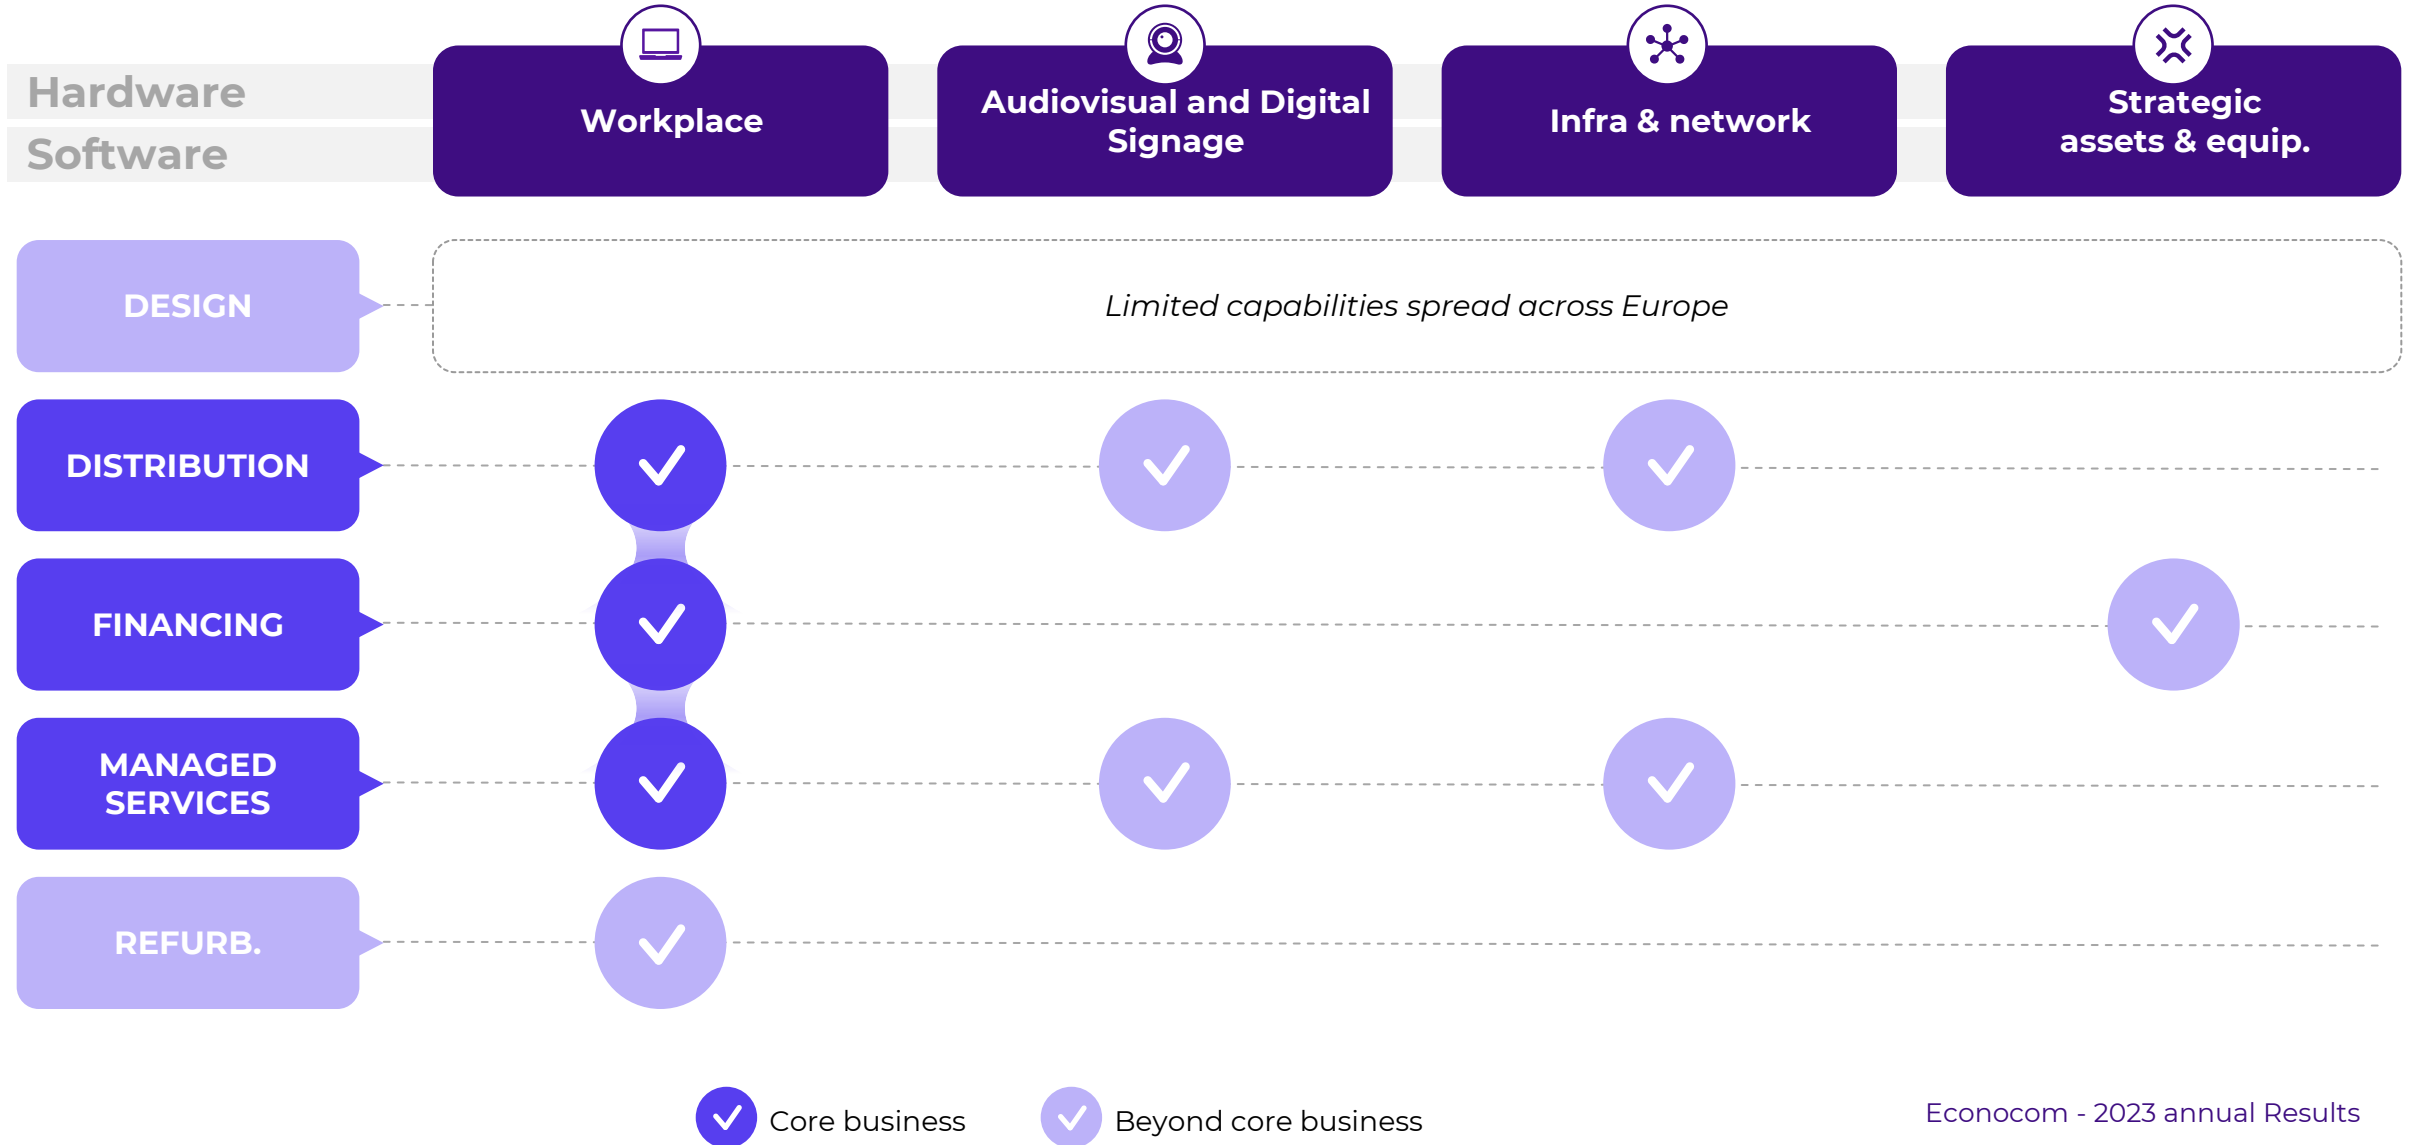 Hardware
Software
Workplace
Audiovisual and Digital
Signage
Infra & network
Strategic
assets & equip.
DESIGN
Limited capabilities spread across Europe
DISTRIBUTION
FINANCING
MANAGED
SERVICES
REFURB.
Core business
Beyond core business
Econocom - 2023 annual Results